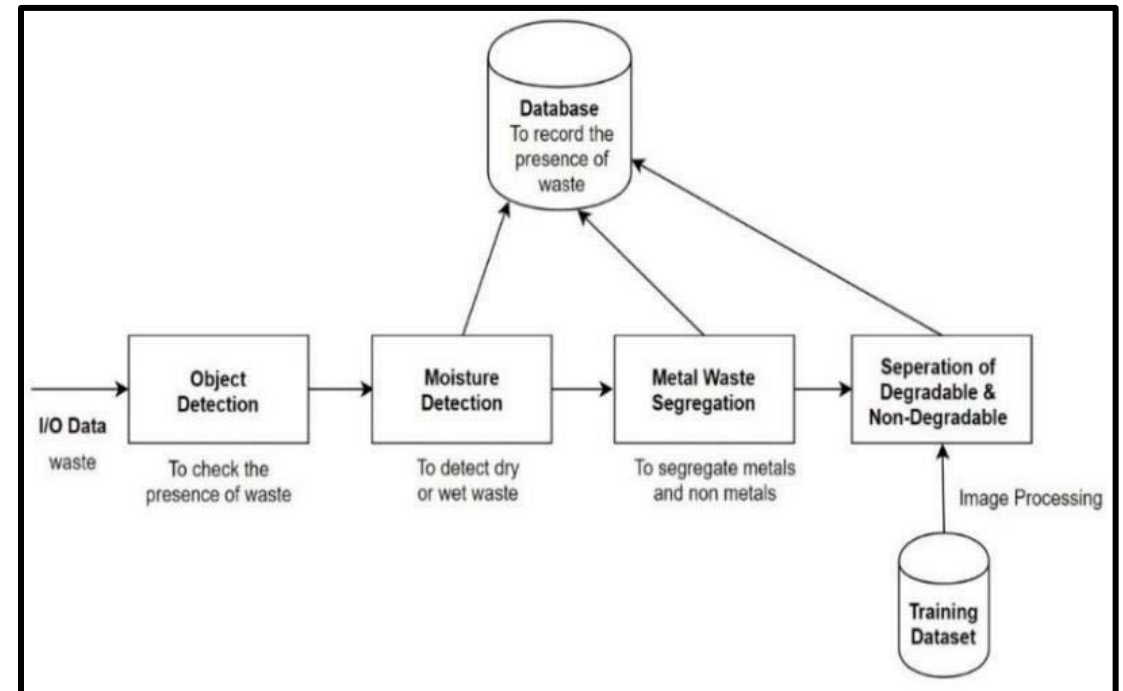 Database
To record the
presence of
waste
I/O Data
waste
Object
Detection
To check the
presence of waste
Moisture
Detection
To detect dry
or wet waste
Metal Waste
Segregation
To segregate metals
and non metals
Seperation of
Degradable &
Non-Degradable
Image Processing
Training
Dataset